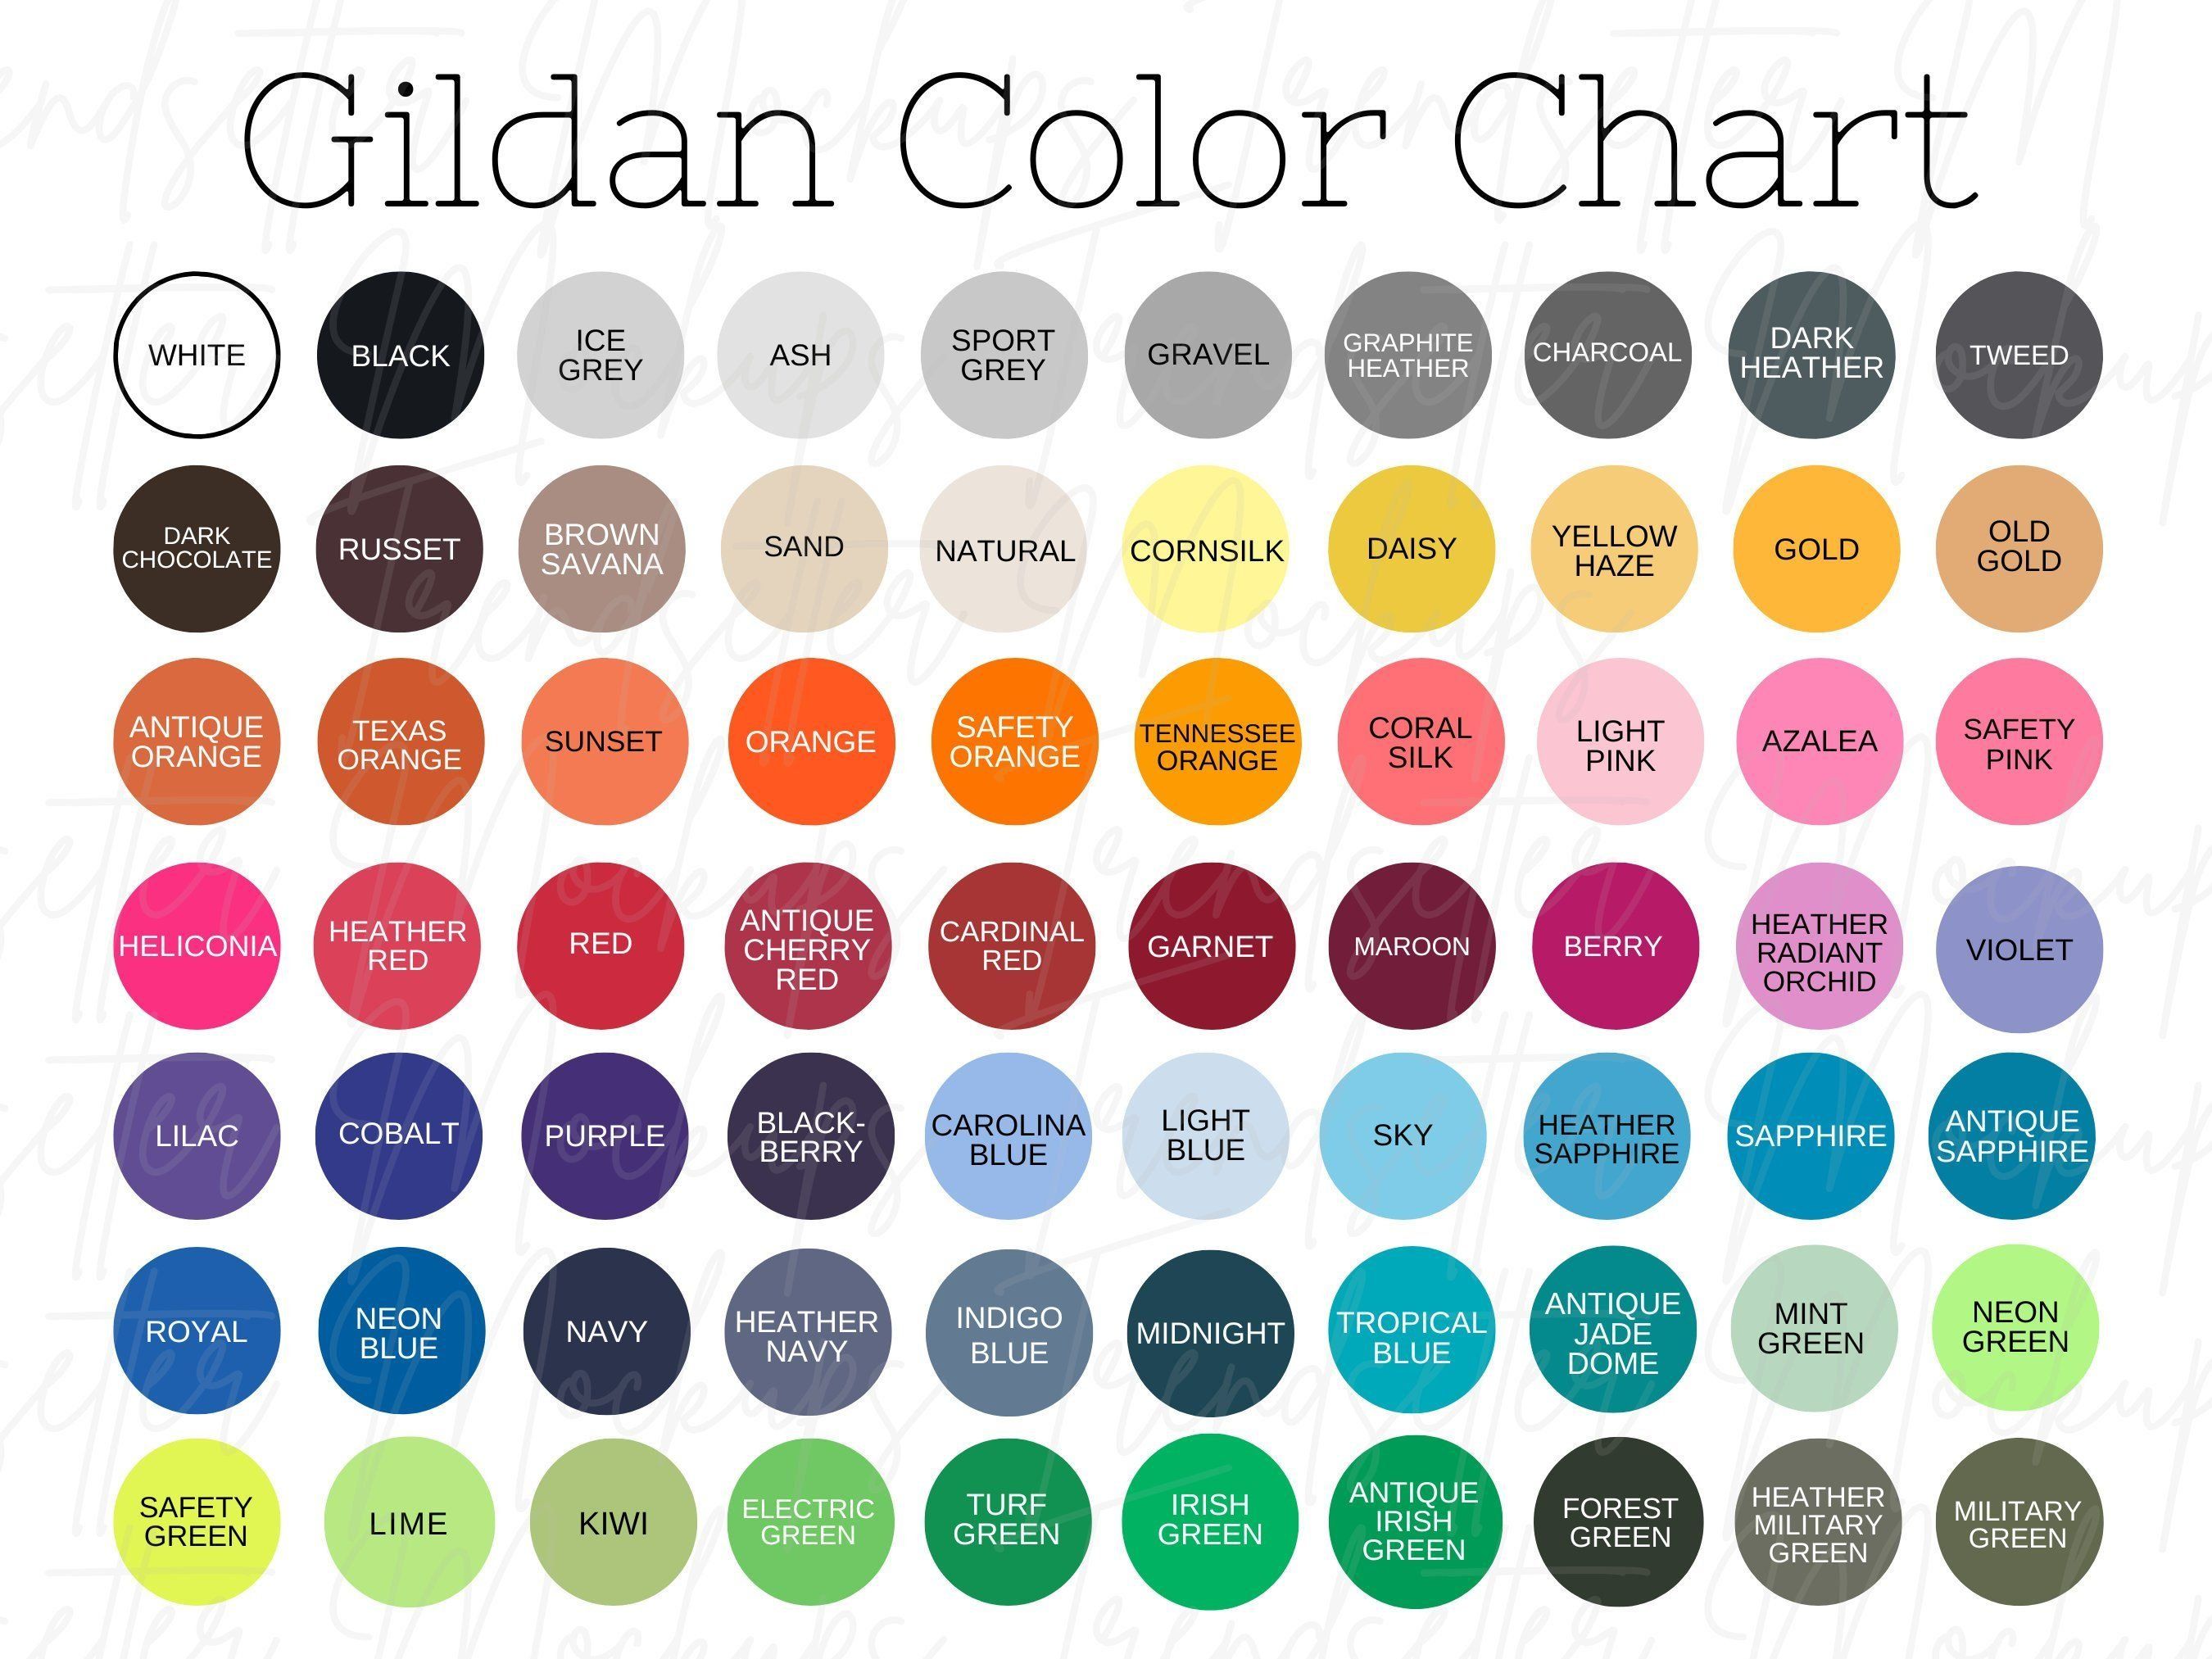 Gildan Color Chart
WHITE
BLACK
ICE
GREY
ASH
SPORT
GREY
GRAVEL
GRAPHITE
HEATHER
CHARCOAL
DARK
HEATHER
TWEED
DARK
CHOCOLATE
RUSSET
BROWN
SAVANA
SAND
NATURAL
CORNSILK
DAISY
YELLOW
HAZE
GOLD
OLD
GOLD
ANTIQUE
ORANGE
TEXAS
ORANGE
SUNSET
ORANGE
SAFETY
ORANGE
TENNESSEE
ORANGE
CORAL
SILK
LIGHT
PINK
AZALEA
SAFETY
PINK
HELICONIA
HEATHER
RED
RED
ANTIQUE
CHERRY
RED
CARDINAL
RED
GARNET
MAROON
BERRY
HEATHER
RADIANT
ORCHID
VIOLET
LILAC
COBALT
PURPLE
BLACK-
BERRY
CAROLINA
BLUE
LIGHT
BLUE
SKY
HEATHER
SAPPHIRE
SAPPHIRE
ANTIQUE
SAPPHIRE
ROYAL
NEON
BLUE
NAVY
HEATHER
NAVY
INDIGO
BLUE
MIDNIGHT
TROPICAL
BLUE
ANTIQUE
JADE
DOME
MINT
GREEN
NEON
GREEN
SAFETY
GREEN
LIME
KIWI
ELECTRIC
GREEN
TURF
GREEN
IRISH
GREEN
ANTIQUE
IRISH
GREEN
FOREST
GREEN
HEATHER
MILITARY
GREEN
MILITARY
GREEN
Trendsetter Mockups